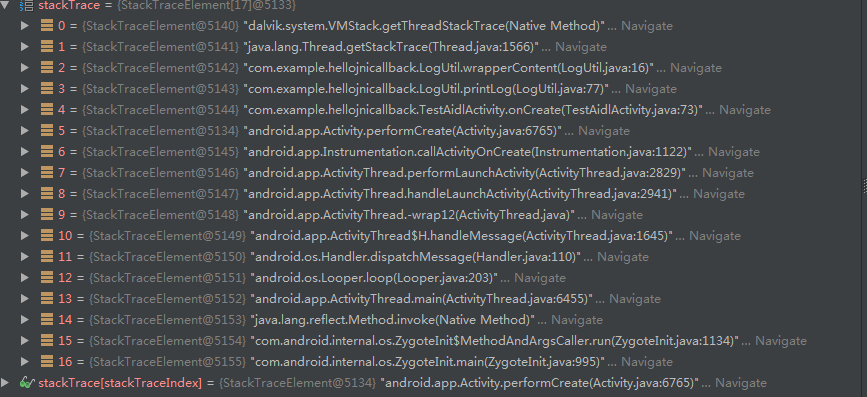 stackTrace = {StackTraceElement[17]@5133}
0 = {StackTraceElement@5140} "dalvik.system.VMStack.getThreadStackTrace(Native Method)"... Navigate
1 = {StackTraceElement@5141} "java.lang.Thread.getStackTrace(Thread.java:1566)"... Navigate
2 = {StackTraceElement@5142} "com.example.hellojnicallback.LogUtil.wrapperContent(LogUtil.java:16)"... Navigate
3 = {StackTraceElement@5143} "com.example.hellojnicallback.LogUtil.printLog(LogUtil.java:77)"... Navigate
4 = {StackTraceElement@5144} "com.example.hellojnicallback.TestAidlActivity.onCreate(TestAidlActivity.java:73)"... Navigate
5 = {StackTraceElement@5134} "android.app.Activity.performCreate(Activity.java:6765)"... Navigate
6 = {StackTraceElement@5145} "android.app.Instrumentation.callActivityOnCreate(Instrumentation.java:1122)"... Navigate
7 = {StackTraceElement@5146} "android.app.ActivityThread.performLaunchActivity(ActivityThread.java:2829)"... Navigate
8 = {StackTraceElement@5147} "android.app.ActivityThread.handleLaunchActivity(ActivityThread.java:2941)"... Navigate
9 = {StackTraceElement@5148} "android.app.ActivityThread.-wrap12(ActivityThread.java)"... Navigate
10 = {StackTraceElement@5149} "android.app.ActivityThread$H.handleMessage(ActivityThread.java:1645)"... Navigate
11 = {StackTraceElement@5150} "android.os.Handler.dispatchMessage(Handler.java:110)"... Navigate
12 = {StackTraceElement@5151} "android.os.Looper.loop(Looper.java:203)"... Navigate
13 = {StackTraceElement@5152} "android.app.ActivityThread.main(ActivityThread.java:6455)"... Navigate
14 = {StackTraceElement@5153} "java.lang.reflect.Method.invoke(Native Method)"... Navigate
15 = {StackTraceElement@5154} "com.android.internal.os.ZygoteInit$MethodAndArgsCaller.run(ZygoteInit.java:1134)"... Navigate
16 = {StackTraceElement@5155} "com.android.internal.os.ZygoteInit.main(ZygoteInit.java:995)"... Navigate
stackTrace[stackTraceIndex] = {StackTraceElement@5134} "android.app.Activity.performCreate(Activity.java:6765)"... Navigate